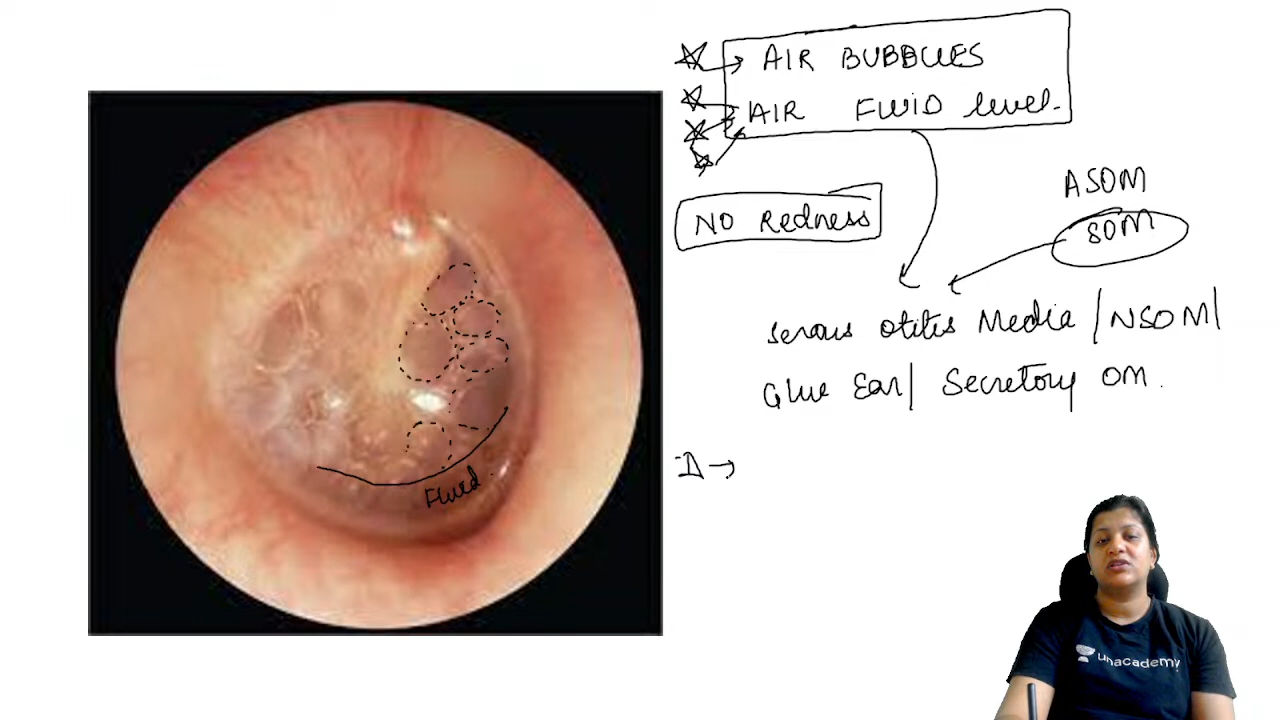 AIR BUBBLES
AIR FLUID level.
NO Redness
ASOM
SOM
serous otitis Media / NSOM /
Glue Ear / Secretory OM.
Fluid.
unacademy